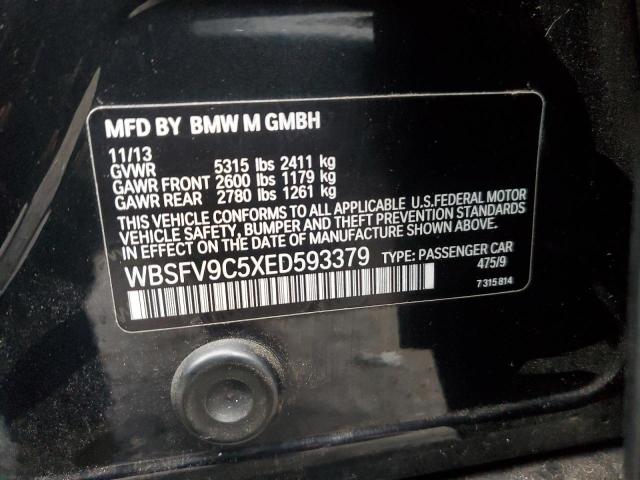 MFD BY BMW M GMBH
11/13
GVWR 5315 lbs 2411 kg
GAWR FRONT 2600 lbs 1179 kg
GAWR REAR 2780 lbs 1261 kg
THIS VEHICLE CONFORMS TO ALL APPLICABLE U.S.FEDERAL MOTOR
VEHICLE SAFETY, BUMPER AND THEFT PREVENTION STANDARDS
IN EFFECT ON THE DATE OF MANUFACTURE SHOWN ABOVE.
WBSFV9C5XED593379 TYPE: PASSENGER CAR
475/9
7 315 814